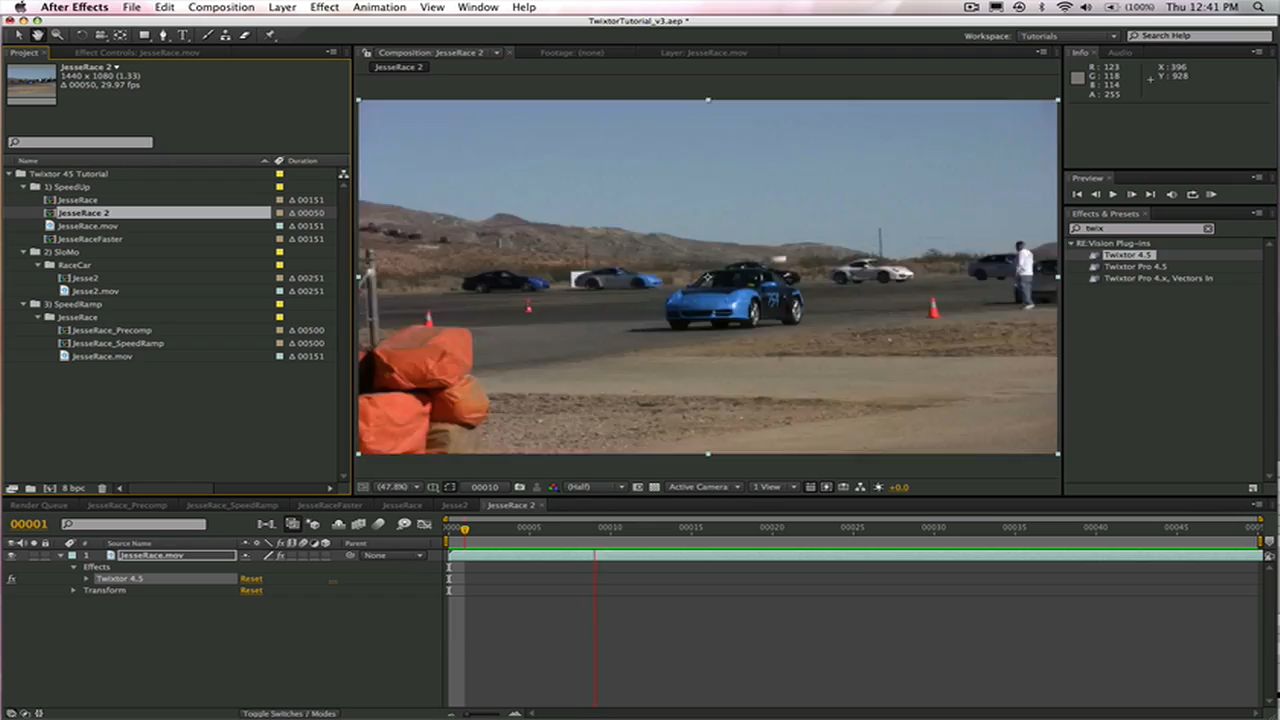 After Effects File Edit Composition Layer Effect Animation View Window Help (100%) Thu 12:41 PM
TwixtorTutorial_v3.aep *
Workspace: Tutorials Search Help
Project Effect Controls: JesseRace.mov Composition: JesseRace 2 Footage: (none) Layer: JesseRace.mov Info Audio
JesseRace 2
1440 x 1080 (1.33)
Δ 00050, 29.97 fps
JesseRace 2
R : 123 X : 396
G : 118 Y : 928
B : 114
A : 255
Name Duration
Twixtor 45 Tutorial
1) SpeedUp
JesseRace Δ 00151
JesseRace 2 Δ 00050
JesseRace.mov Δ 00151
JesseRaceFaster Δ 00151
2) SloMo
RaceCar
Jesse2 Δ 00251
Jesse2.mov Δ 00251
3) SpeedRamp
JesseRace
JesseRace_Precomp Δ 00500
JesseRace_SpeedRamp Δ 00500
JesseRace.mov Δ 00151
Preview
Effects & Presets
twix
RE:Vision Plug-ins
Twixtor 4.5
Twixtor Pro 4.5
Twixtor Pro 4.x, Vectors In
8 bpc
(47.8%) 00010 (Half) Active Camera 1 View +0.0
Render Queue JesseRace_Precomp JesseRace_SpeedRamp JesseRaceFaster JesseRace Jesse2 JesseRace 2
00001
00005 00010 00015 00020 00025 00030 00035 00040 00045
# Source Name Parent
1 JesseRace.mov None
Effects
fx Twixtor 4.5 Reset
Transform Reset
Toggle Switches / Modes